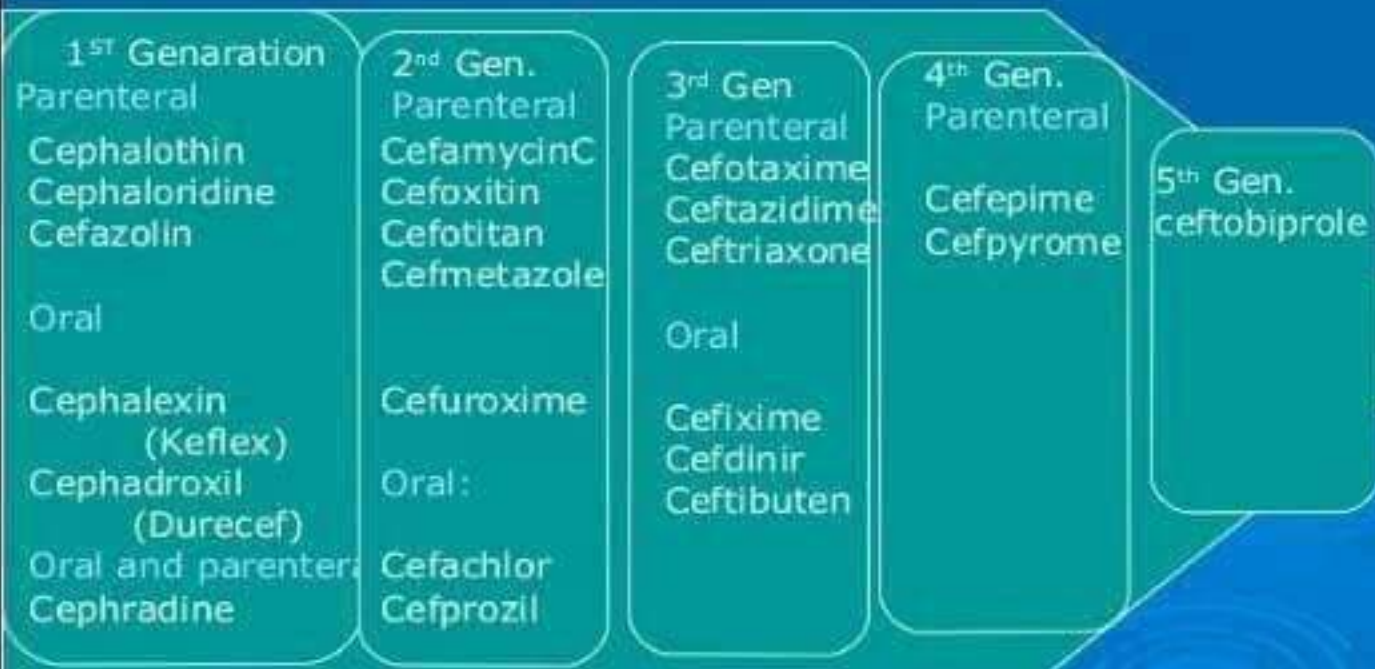 1ST Genaration
Parenteral
Cephalothin
Cephaloridine
Cefazolin
Oral
Cephalexin
(Keflex)
Cephadroxil
(Durecef)
Oral and parentera
Cephradine
2nd Gen.
Parenteral
CefamycinC
Cefoxitin
Cefotitan
Cefmetazole
Cefuroxime
Oral:
Cefachlor
Cefprozil
3rd Gen
Parenteral
Cefotaxime
Ceftazidime
Ceftriaxone
Oral
Cefixime
Cefdinir
Ceftibuten
4th Gen.
Parenteral
Cefepime
Cefpyrome
5th Gen.
ceftobiprole